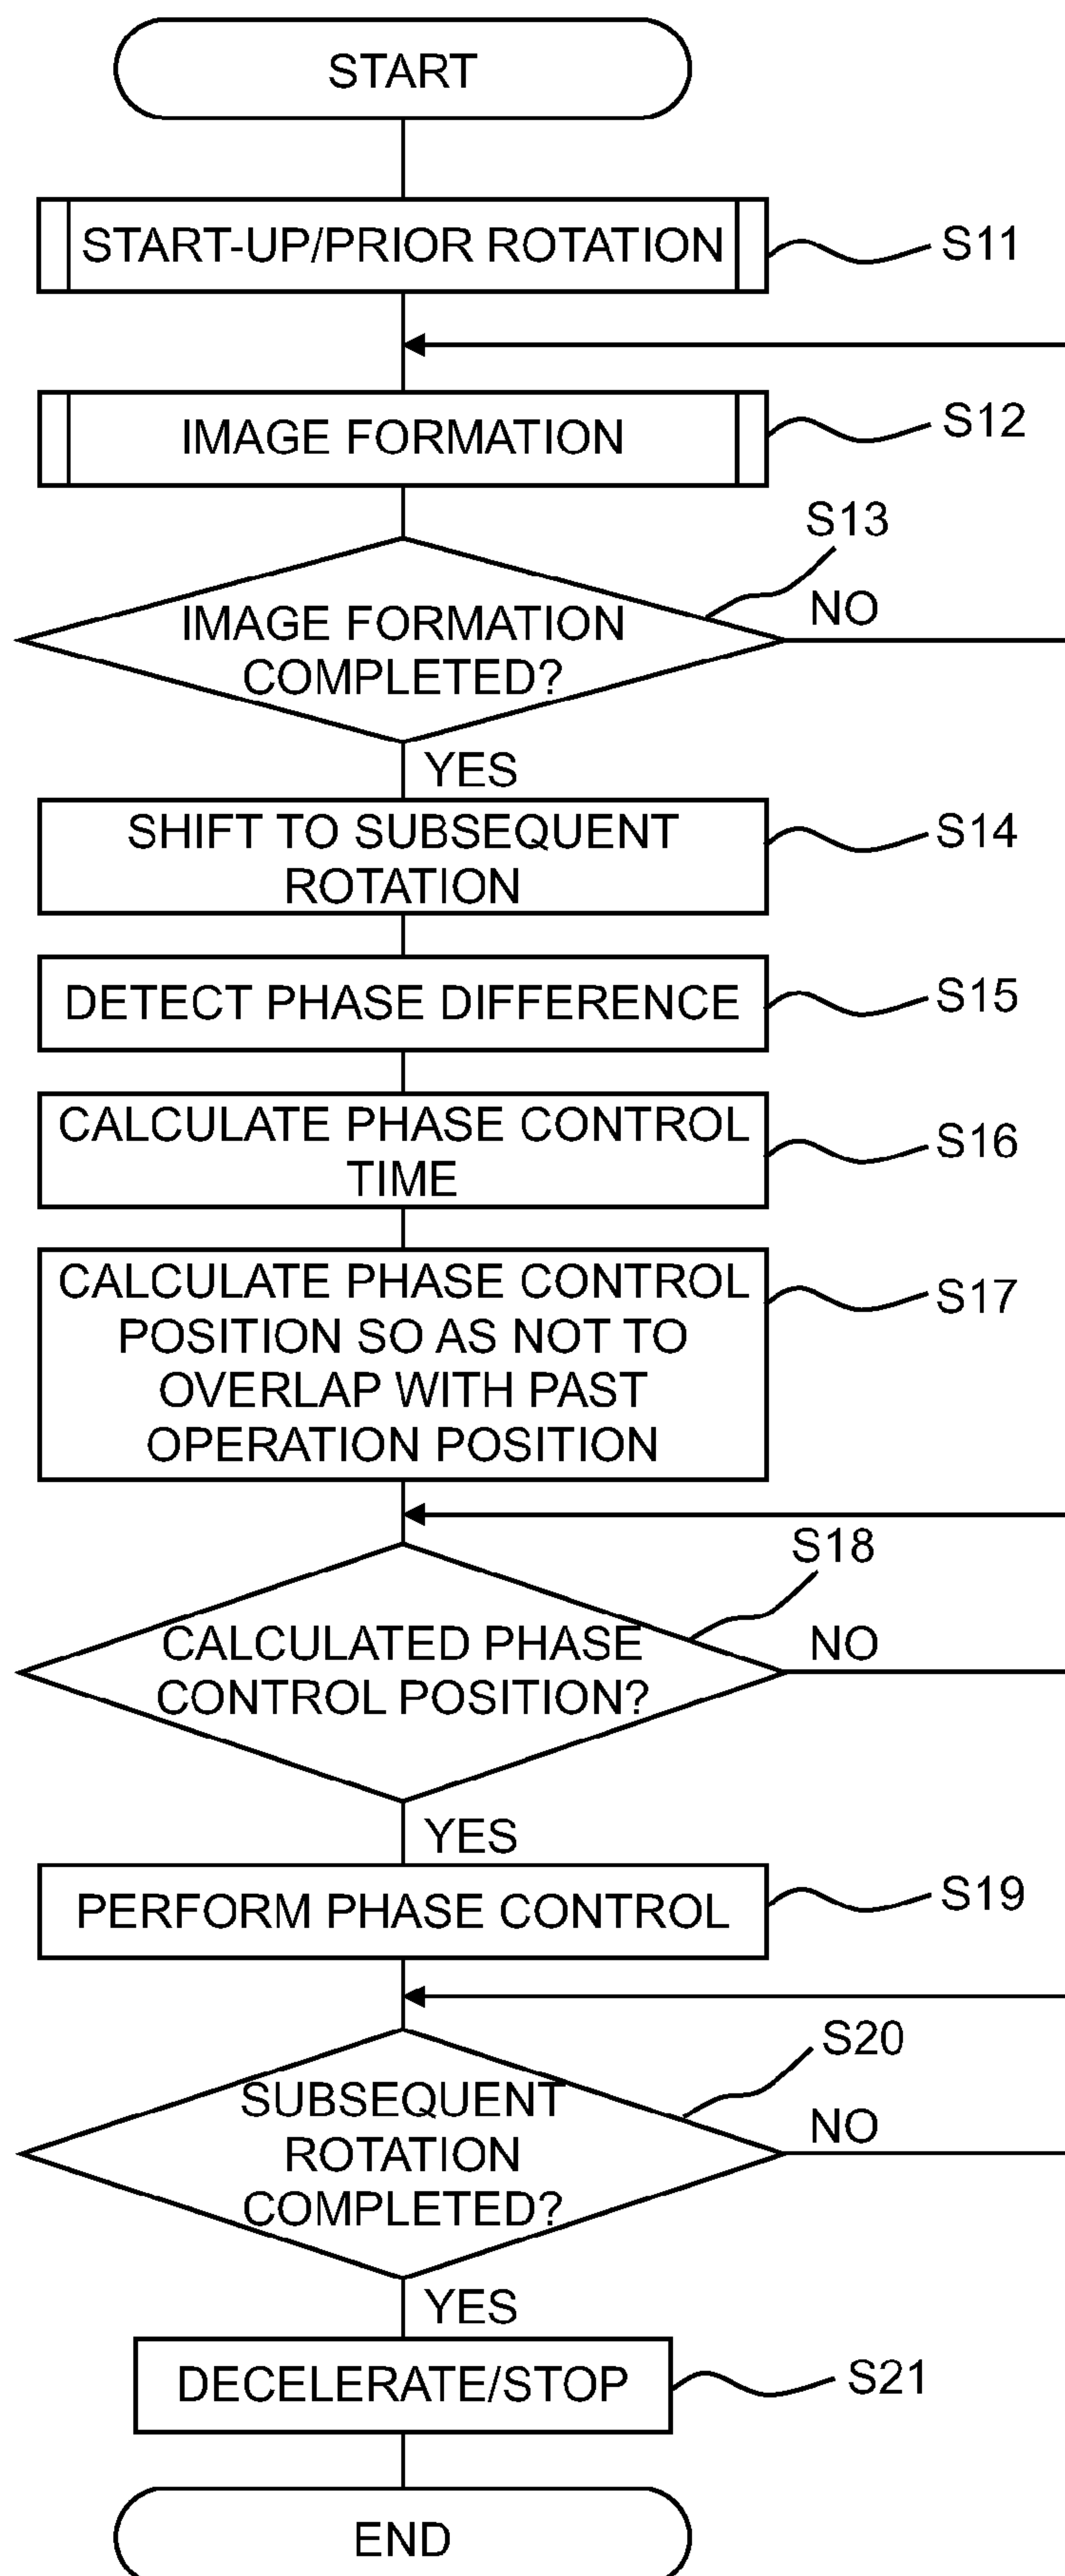 START
START-UP/PRIOR ROTATION
S11
IMAGE FORMATION
S12
S13
IMAGE FORMATION
COMPLETED?
NO
YES
SHIFT TO SUBSEQUENT
ROTATION
S14
DETECT PHASE DIFFERENCE
S15
CALCULATE PHASE CONTROL
TIME
S16
CALCULATE PHASE CONTROL
POSITION SO AS NOT TO
OVERLAP WITH PAST
OPERATION POSITION
S17
S18
CALCULATED PHASE
CONTROL POSITION?
NO
YES
PERFORM PHASE CONTROL
S19
S20
SUBSEQUENT
ROTATION
COMPLETED?
NO
YES
DECELERATE/STOP
S21
END